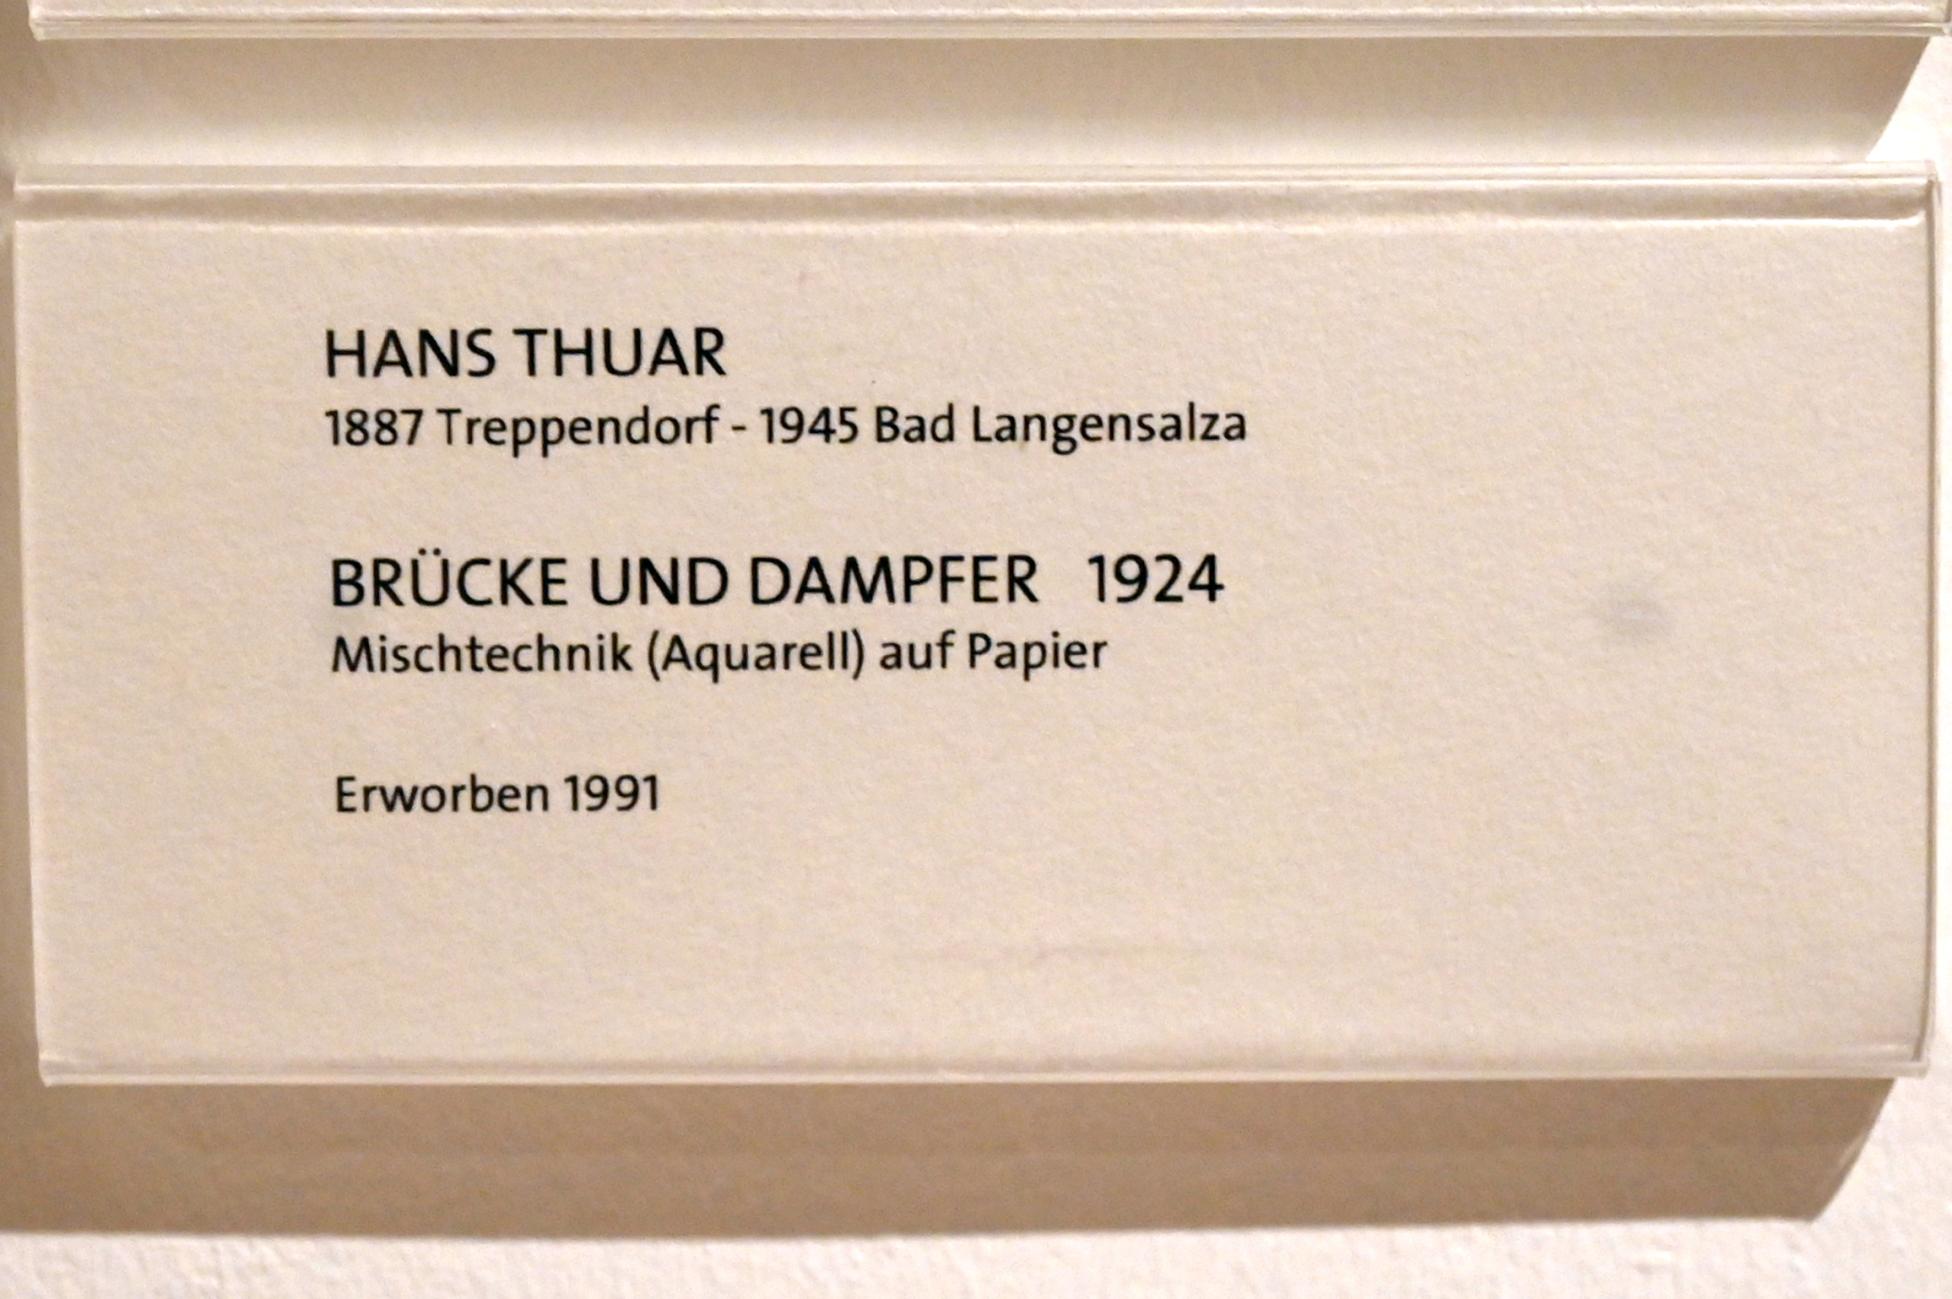 HANS THUAR
1887 Treppendorf - 1945 Bad Langensalza
BRÜCKE UND DAMPFER 1924
Mischtechnik (Aquarell) auf Papier
Erworben 1991